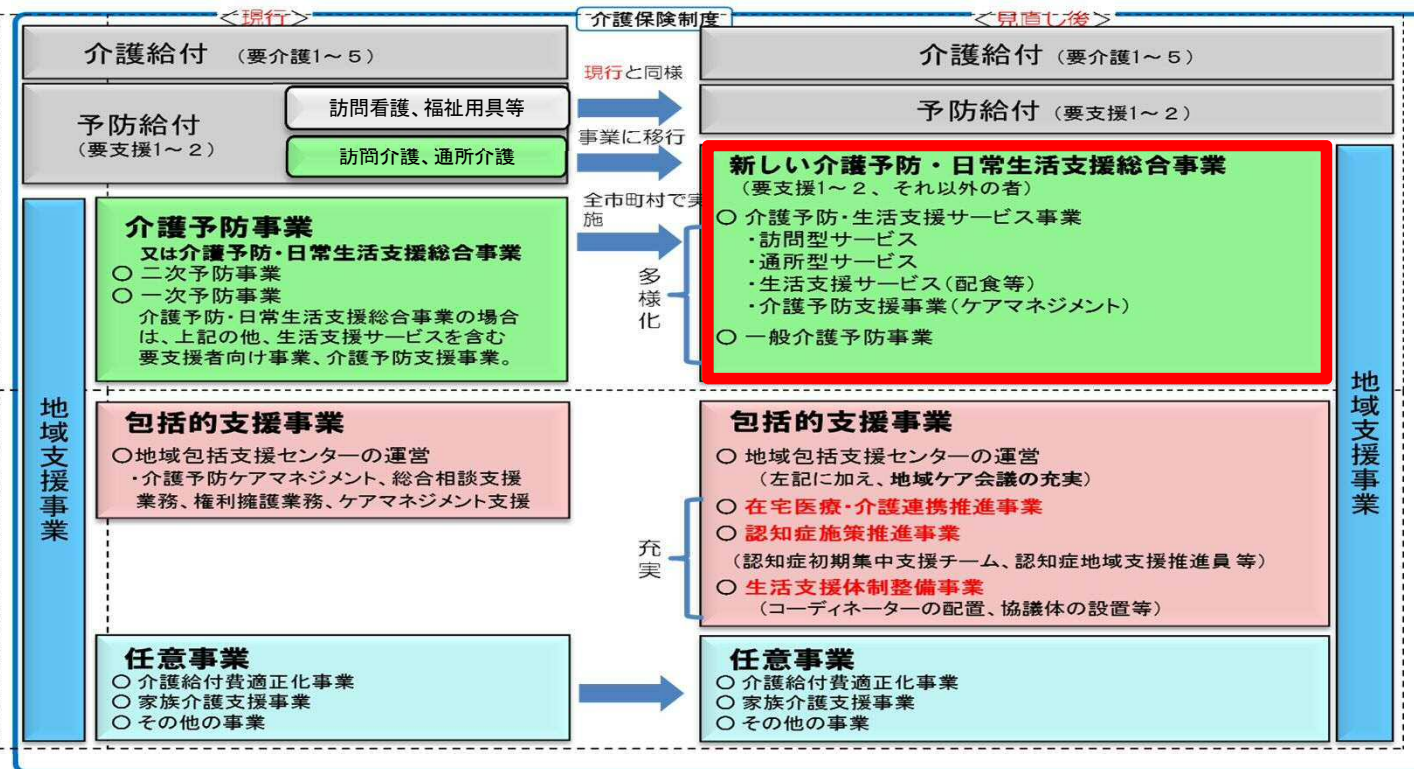 <現行>
介護保険制度
<見直し後>
介護給付 (要介護1～5)
予防給付
(要支援1～2)
訪問看護、福祉用具等
訪問介護、通所介護
介護予防事業
又は介護予防・日常生活支援総合事業
○ 二次予防事業
○ 一次予防事業
介護予防・日常生活支援総合事業の場合
は、上記の他、生活支援サービスを含む
要支援者向け事業、介護予防支援事業。
地域支援事業
包括的支援事業
○地域包括支援センターの運営
・介護予防ケアマネジメント、総合相談支援
業務、権利擁護業務、ケアマネジメント支援
任意事業
○ 介護給付費適正化事業
○ 家族介護支援事業
○ その他の事業
現行と同様
事業に移行
全市町村で実
施
多様化
充実
介護給付 (要介護1～5)
予防給付 (要支援1～2)
新しい介護予防・日常生活支援総合事業
(要支援1～2、それ以外の者)
○ 介護予防・生活支援サービス事業
・訪問型サービス
・通所型サービス
・生活支援サービス(配食等)
・介護予防支援事業(ケアマネジメント)
○ 一般介護予防事業
包括的支援事業
○ 地域包括支援センターの運営
(左記に加え、地域ケア会議の充実)
○ 在宅医療・介護連携推進事業
○ 認知症施策推進事業
(認知症初期集中支援チーム、認知症地域支援推進員 等)
○ 生活支援体制整備事業
(コーディネーターの配置、協議体の設置等)
任意事業
○ 介護給付費適正化事業
○ 家族介護支援事業
○ その他の事業
地域支援事業